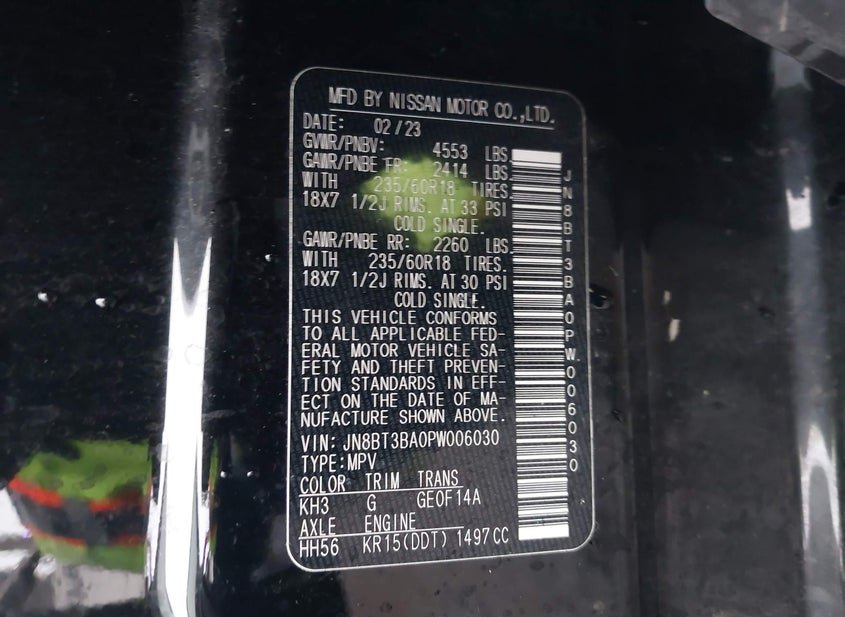 MFD BY NISSAN MOTOR CO.,LTD.
DATE: 02/23
GVWR/PNBV: 4553 LBS.
GAWR/PNBE FR: 2414 LBS.
WITH 235/60R18 TIRES.
18X7 1/2J RIMS. AT 33 PSI
COLD SINGLE.
GAWR/PNBE RR: 2260 LBS.
WITH 235/60R18 TIRES.
18X7 1/2J RIMS. AT 30 PSI
COLD SINGLE.
THIS VEHICLE CONFORMS
TO ALL APPLICABLE FED-
ERAL MOTOR VEHICLE SA-
FETY AND THEFT PREVEN-
TION STANDARDS IN EFF-
ECT ON THE DATE OF MA-
NUFACTURE SHOWN ABOVE.
VIN: JN8BT3BA0PW006030
TYPE:MPV
COLOR TRIM TRANS
KH3 G GE0F14A
AXLE ENGINE
HH56 KR15(DDT) 1497CC
JN8BT3BA0PW006030